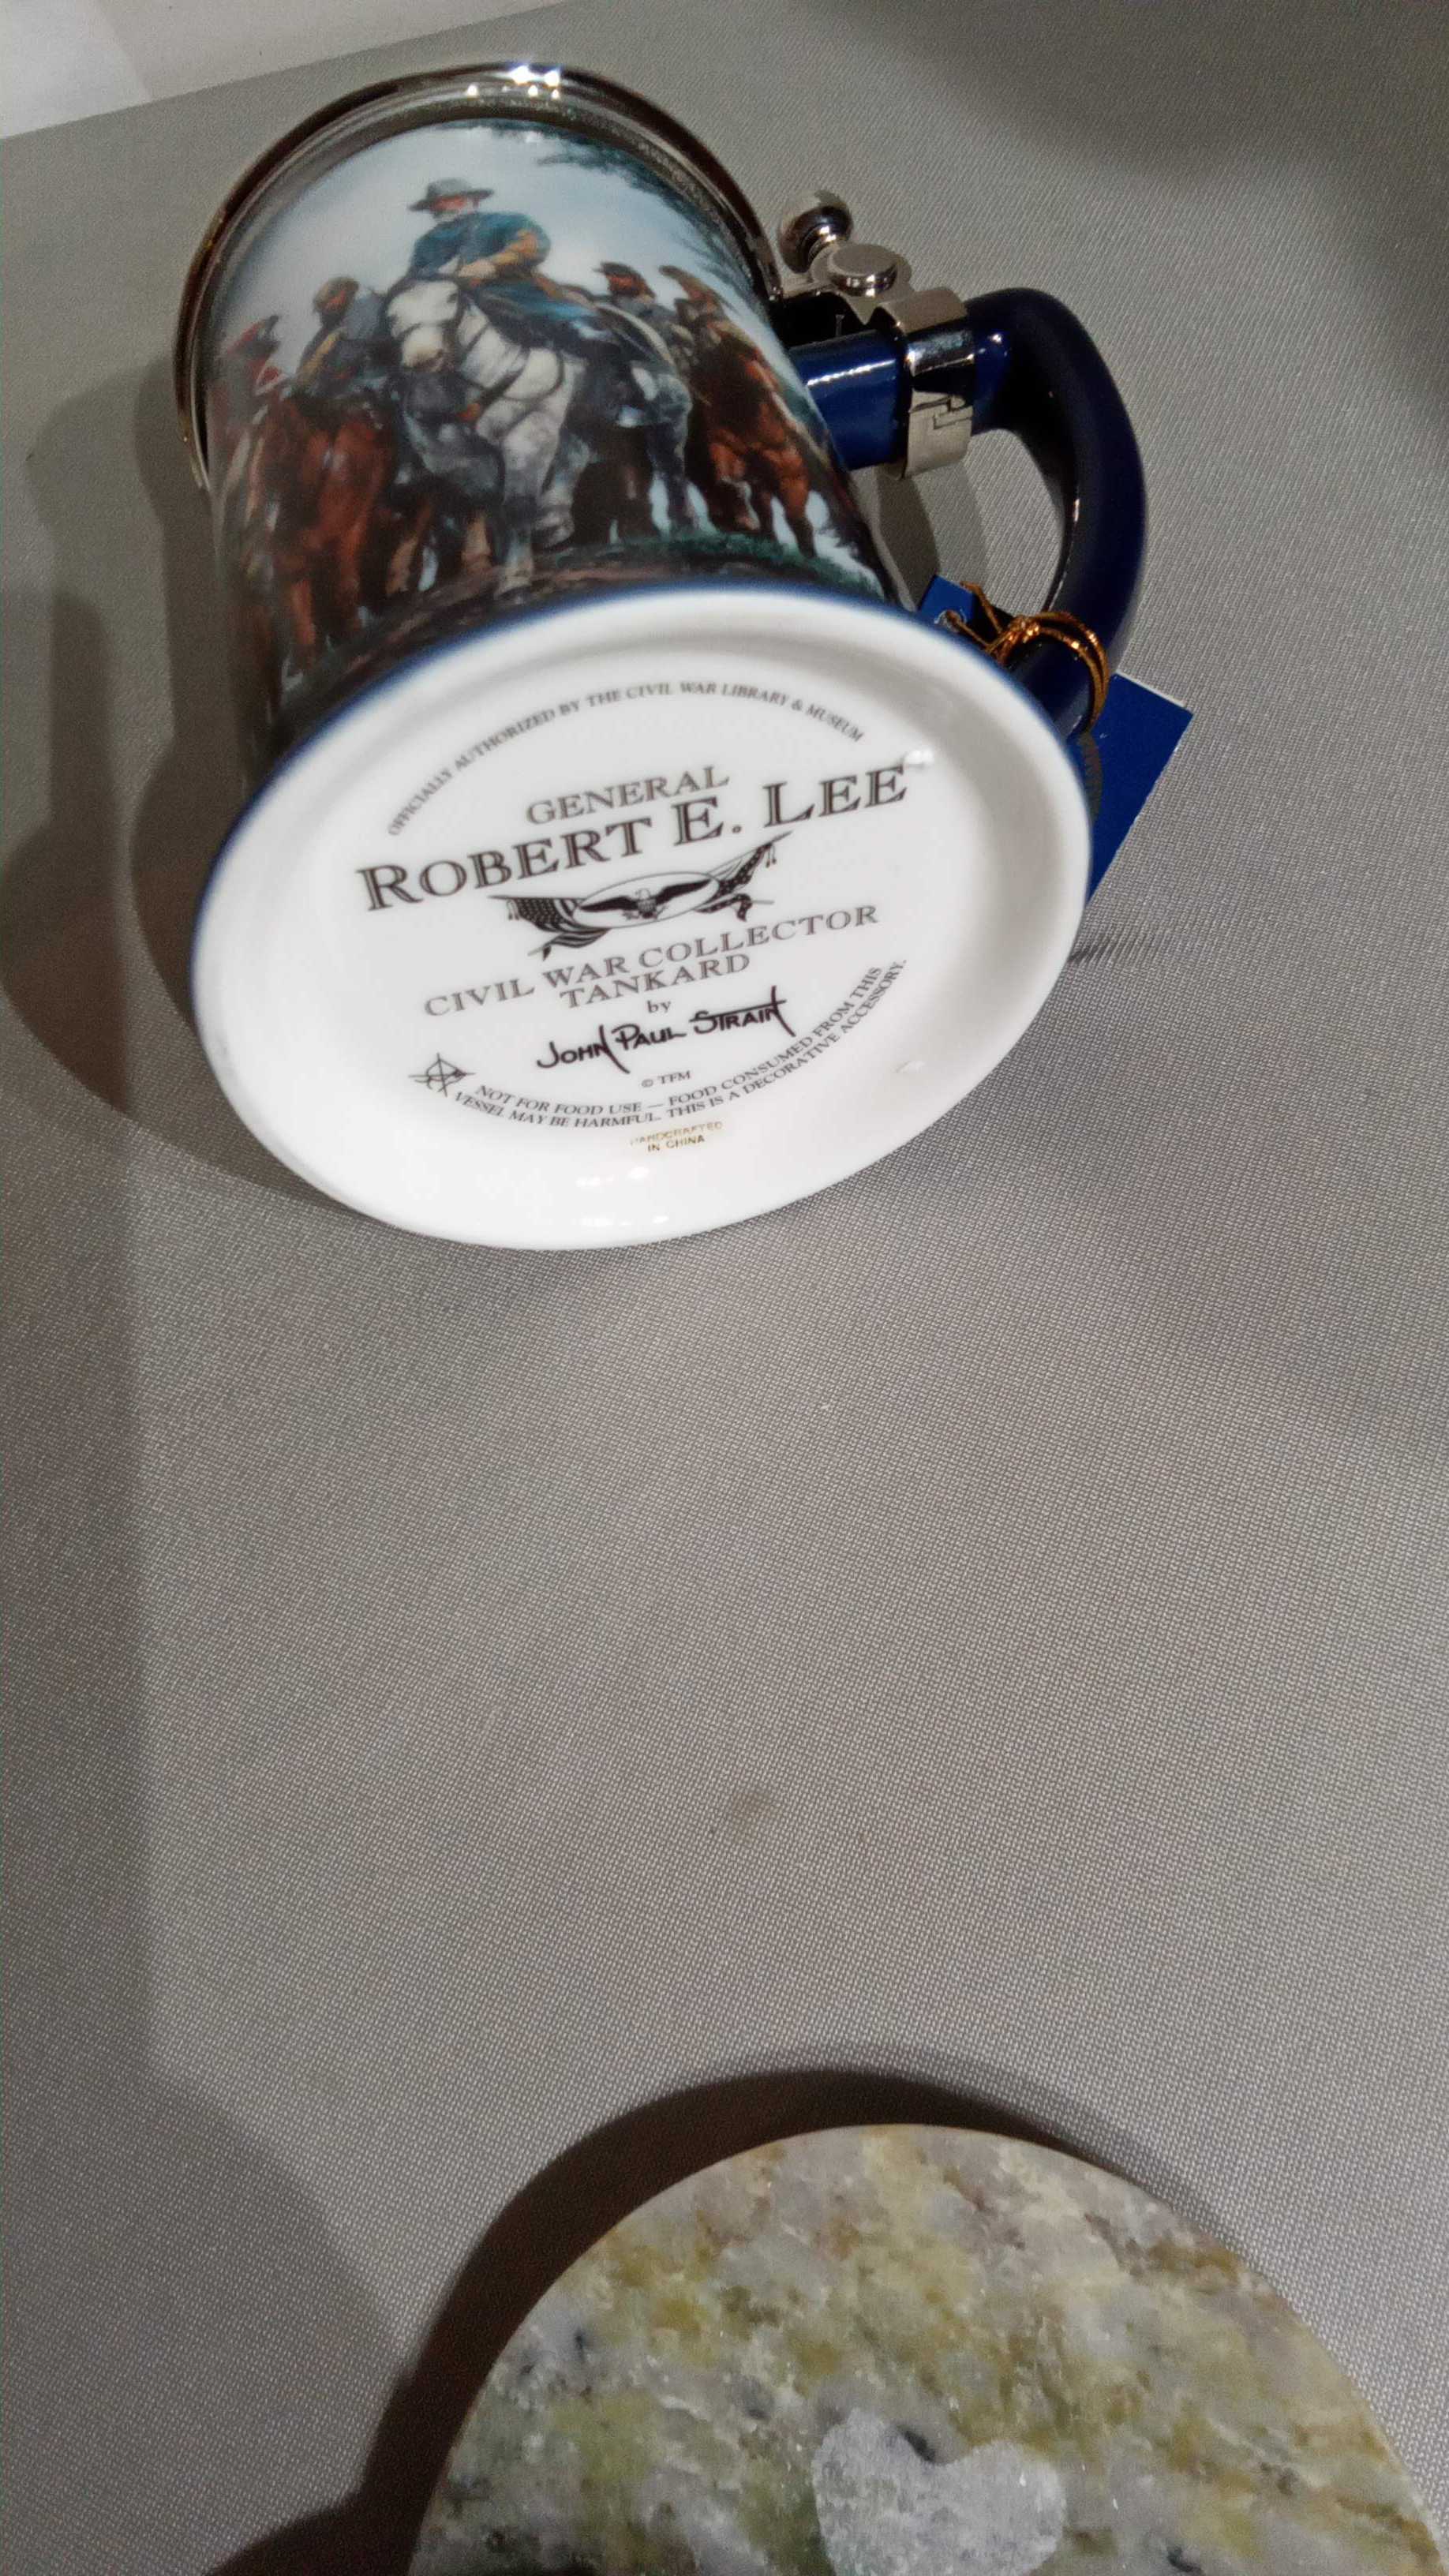 OFFICIALLY AUTHORIZED BY THE CIVIL WAR LIBRARY & MUSEUM
GENERAL
ROBERT E. LEE
CIVIL WAR COLLECTOR
TANKARD
by
JOHN PAUL STRAIN
© TFM
NOT FOR FOOD USE — FOOD CONSUMED FROM THIS
VESSEL MAY BE HARMFUL. THIS IS A DECORATIVE ACCESSORY.
HANDCRAFTED
IN CHINA